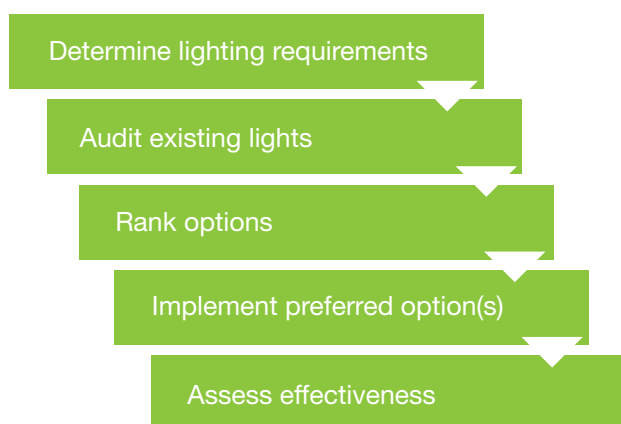 Determine lighting requirements
Audit existing lights
Rank options
Implement preferred option(s)
Assess effectiveness